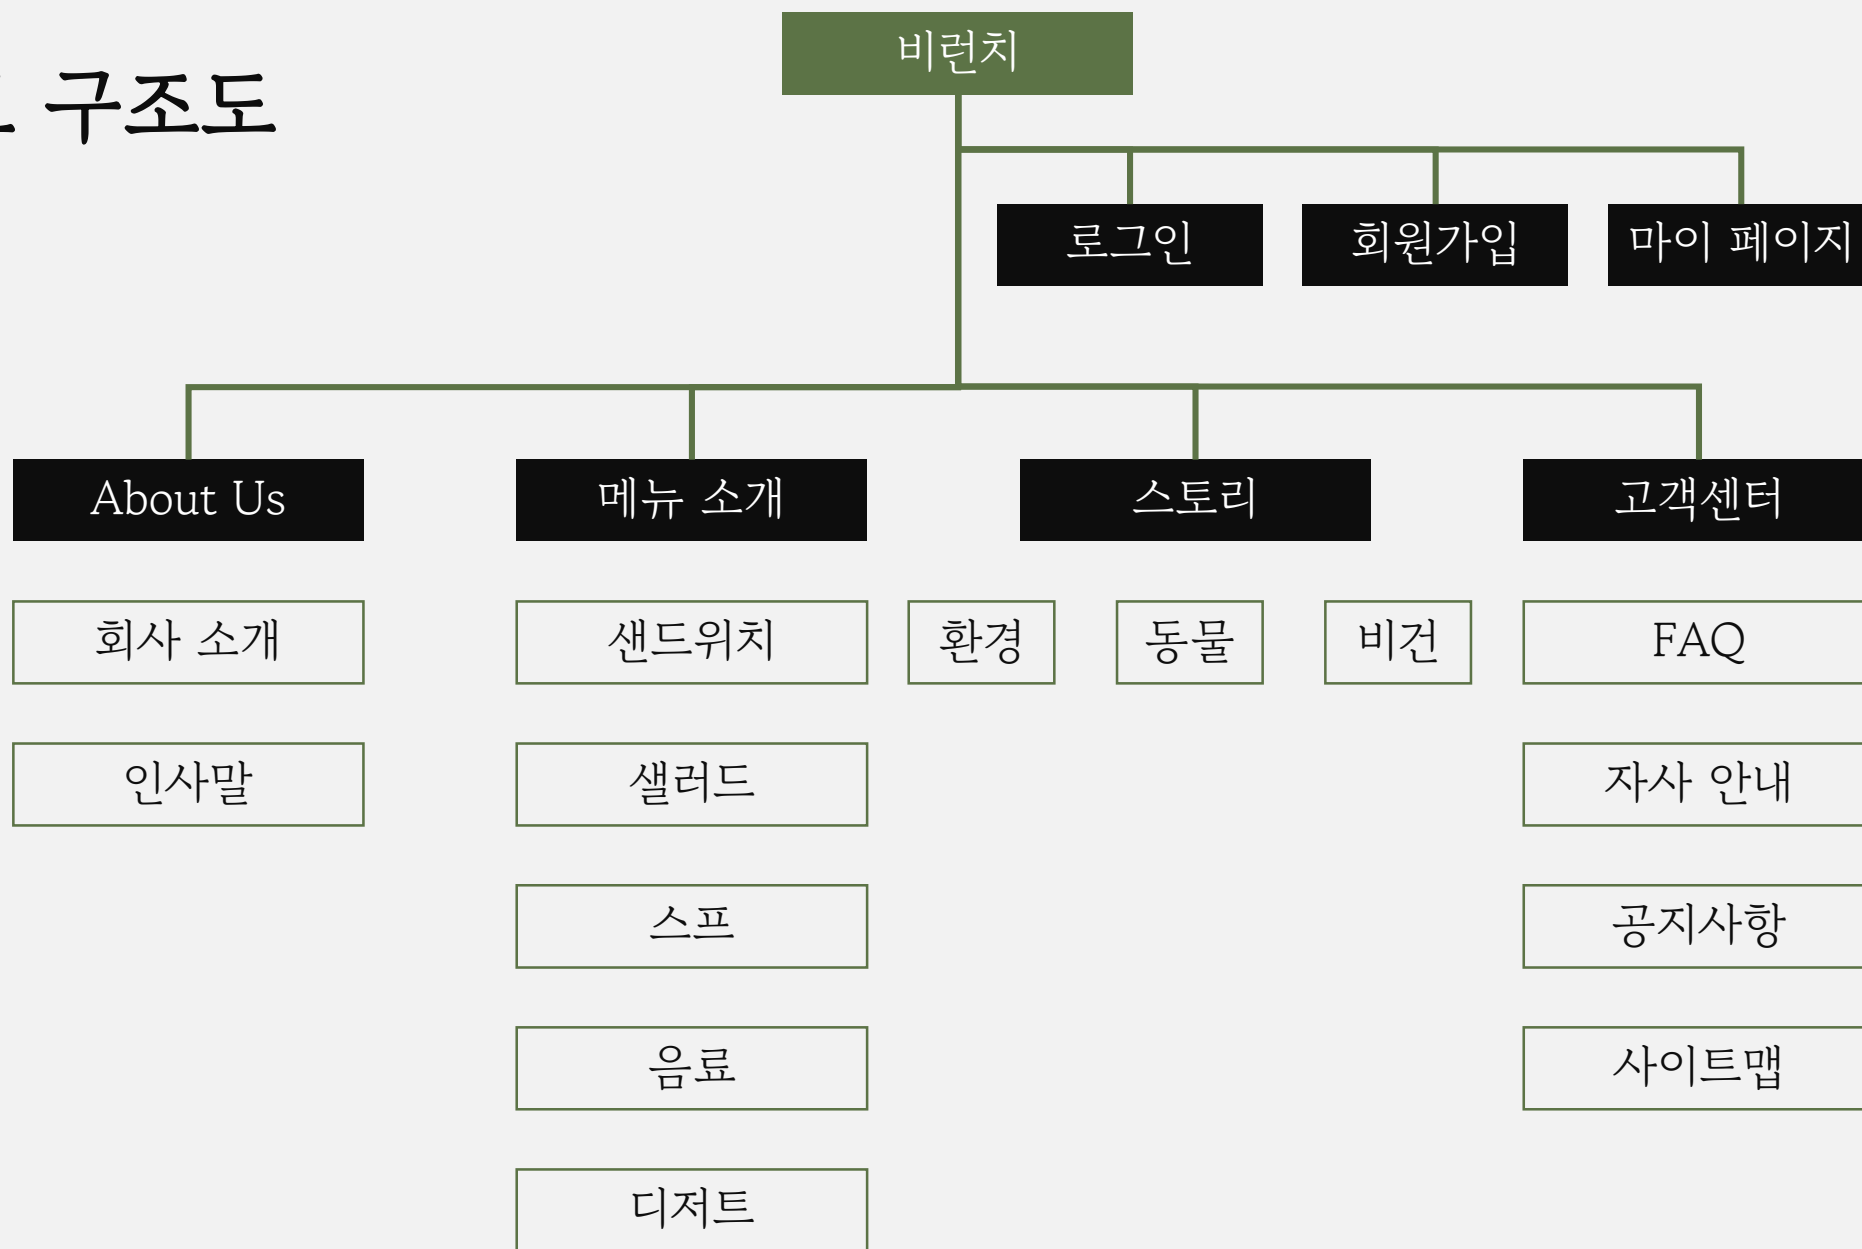 구조도
비런치
로그인
회원가입
마이 페이지
About Us
메뉴 소개
스토리
고객센터
회사 소개
샌드위치
환경
동물
비건
FAQ
인사말
샐러드
자사 안내
스프
공지사항
음료
사이트맵
디저트